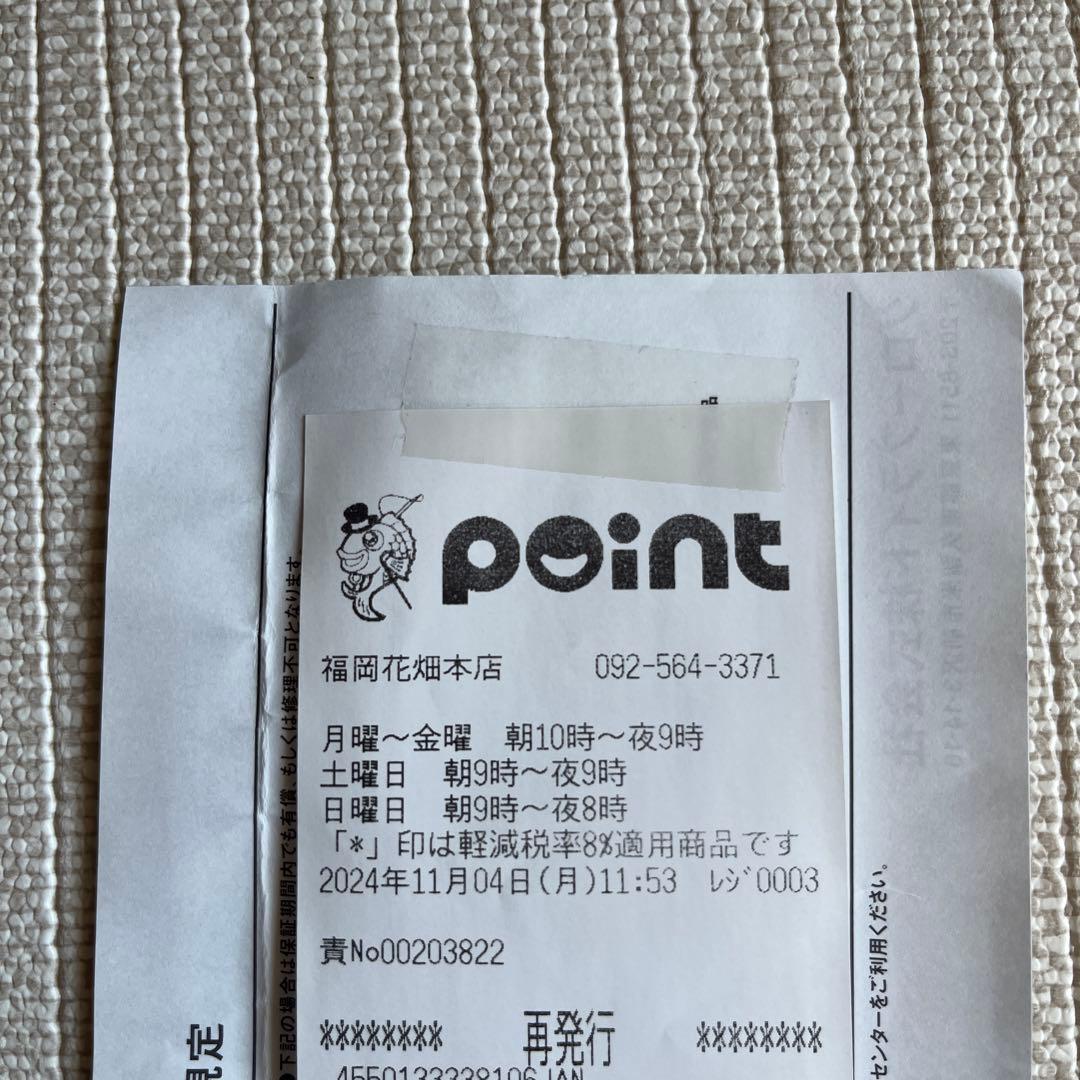 point
福岡花畑本店 092-564-3371
月曜～金曜 朝10時～夜9時
土曜日 朝9時～夜9時
日曜日 朝9時～夜8時
「*」印は軽減税率8%適用商品です
2024年11月04日(月)11:53 ﾚｼﾞ0003
責No00203822
******** 再発行 ********
4550133338106JAN
●下記の場合は保証期間内でも有償、もしくは修理不可となります
規定
センターをご利用ください。